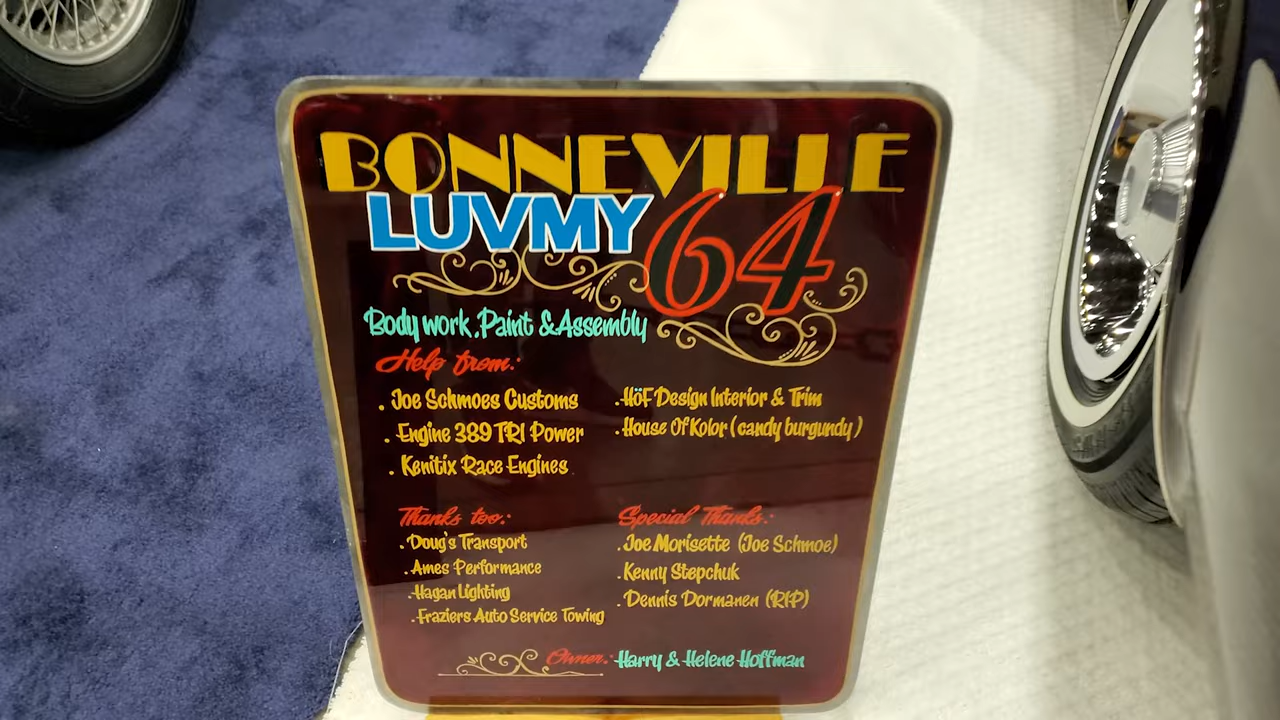 BONNEVILLE
LUVMY 64
Body work, Paint & Assembly
Help from:
. Joe Schmoes Customs
. Engine 389 TRI Power
. Kenitix Race Engines
. HöF Design Interior & Trim
. House Of Kolor (candy burgundy)
Thanks too:
. Doug's Transport
. Ames Performance
. Hagan Lighting
. Fraziers Auto Service Towing
Special Thanks:
. Joe Morisette (Joe Schmoe)
. Kenny Stepchuk
. Dennis Dormanen (RIP)
Owner: Harry & Helene Hoffman